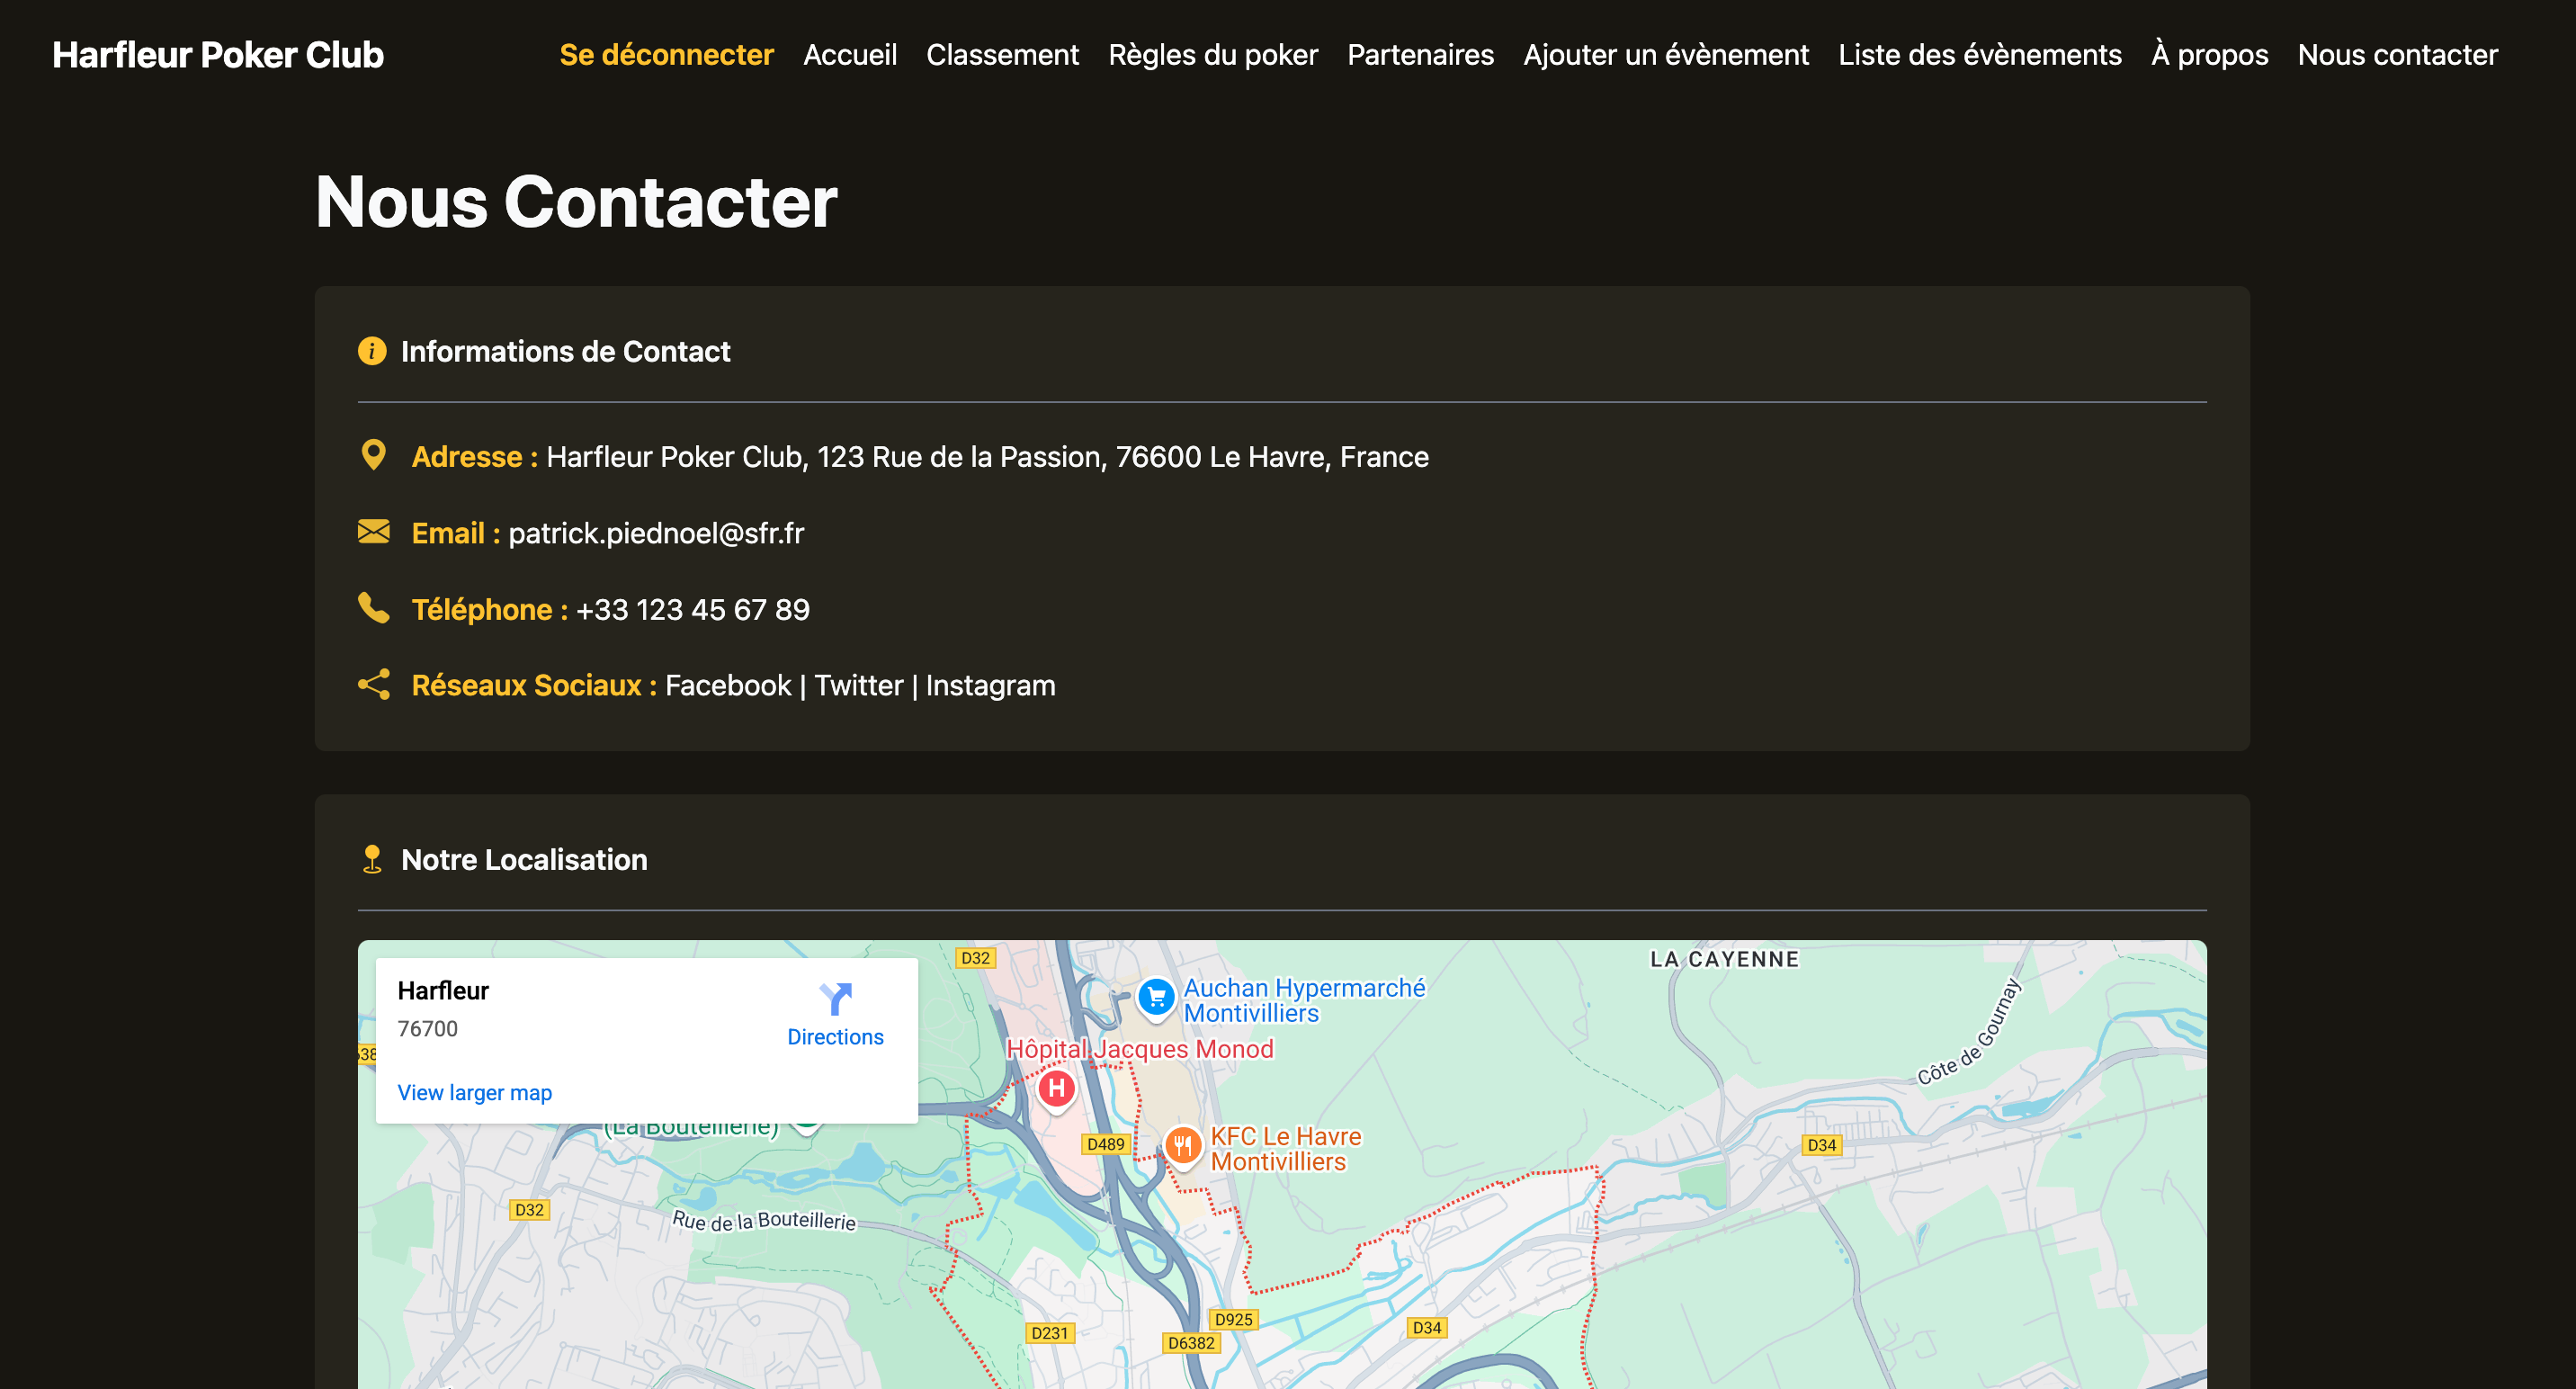 Harfleur Poker Club
Se déconnecter Accueil Classement Règles du poker Partenaires Ajouter un évènement Liste des évènements À propos Nous contacter
Nous Contacter
Informations de Contact
Adresse : Harfleur Poker Club, 123 Rue de la Passion, 76600 Le Havre, France
Email : patrick.piednoel@sfr.fr
Téléphone : +33 123 45 67 89
Réseaux Sociaux : Facebook | Twitter | Instagram
Notre Localisation
Harfleur
76700
Directions
View larger map
D32
LA CAYENNE
Auchan Hypermarché
Montivilliers
Hôpital Jacques Monod
H
Côte de Gournay
(La Bouteillerie)
D489
KFC Le Havre
Montivilliers
D34
D32
Rue de la Bouteillerie
D231
D925
D6382
D34